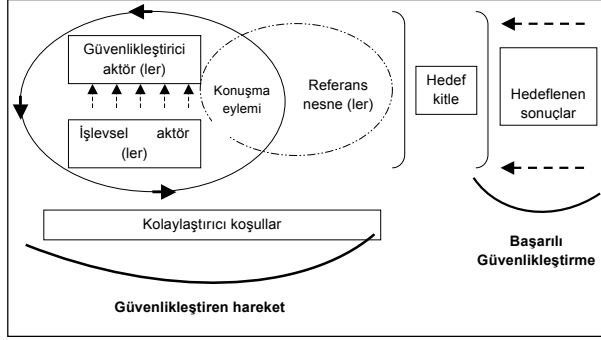 Güvenlikleştirici
aktör (ler)
İşlevsel aktör
(ler)
Konuşma
eylemi
Referans
nesne (ler)
Hedef
kitle
Hedeflenen
sonuçlar
Kolaylaştırıcı koşullar
Güvenlikleştiren hareket
Başarılı
Güvenlikleştirme